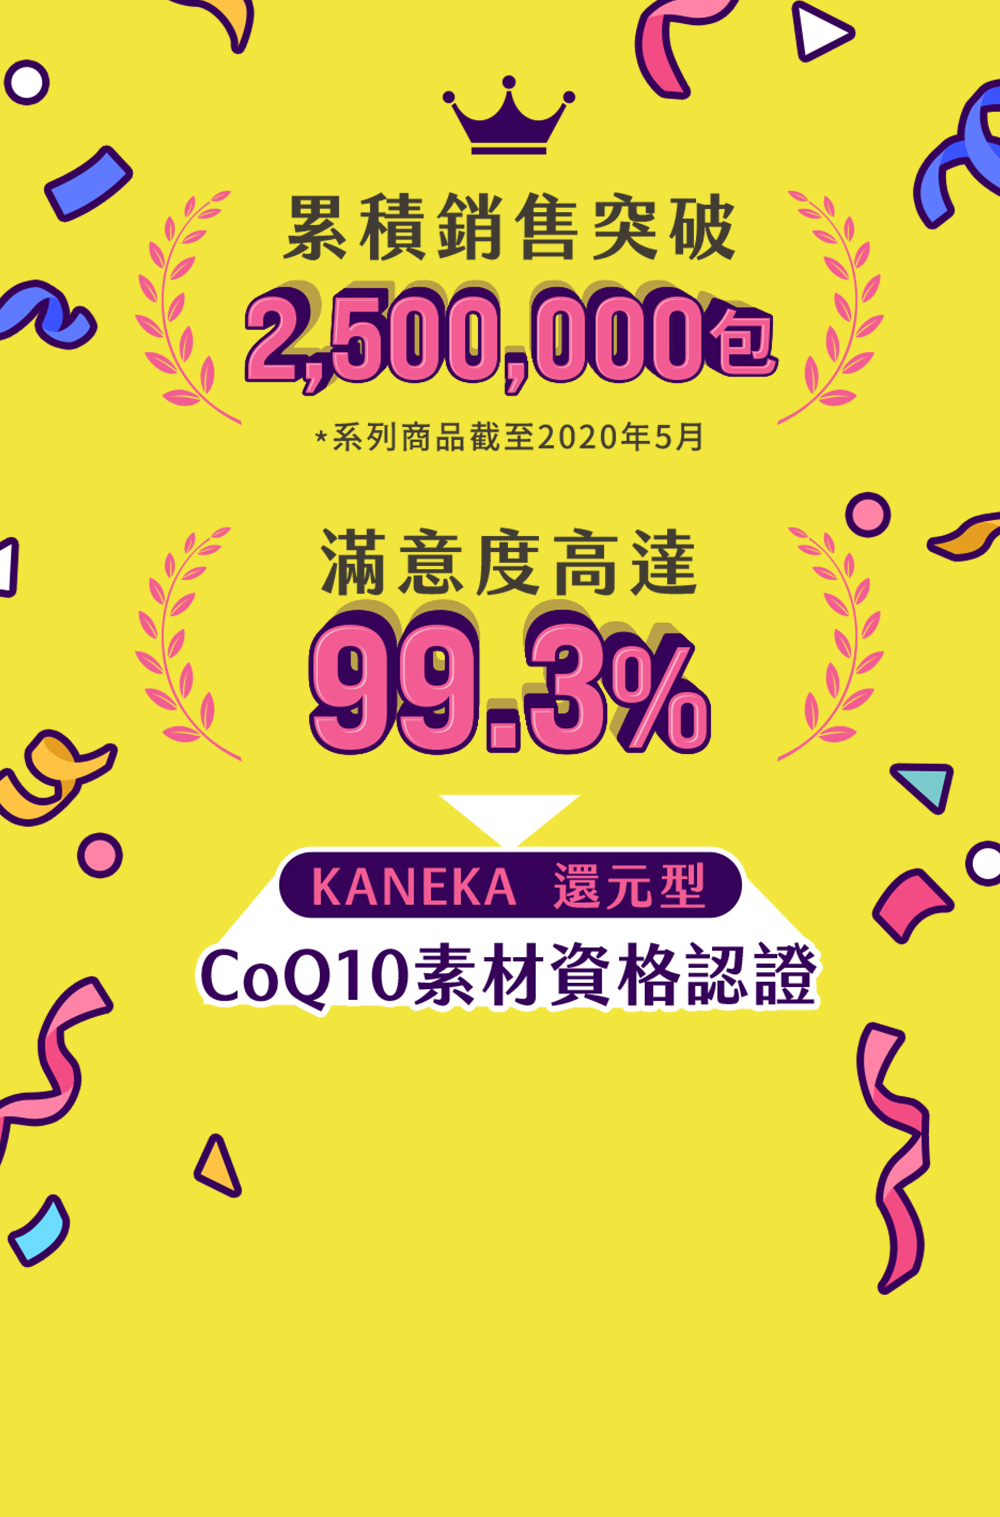 累積銷售突破
2,500,000包
*系列商品截至2020年5月
滿意度高達
99.3%
KANEKA 還元型
CoQ10素材資格認證